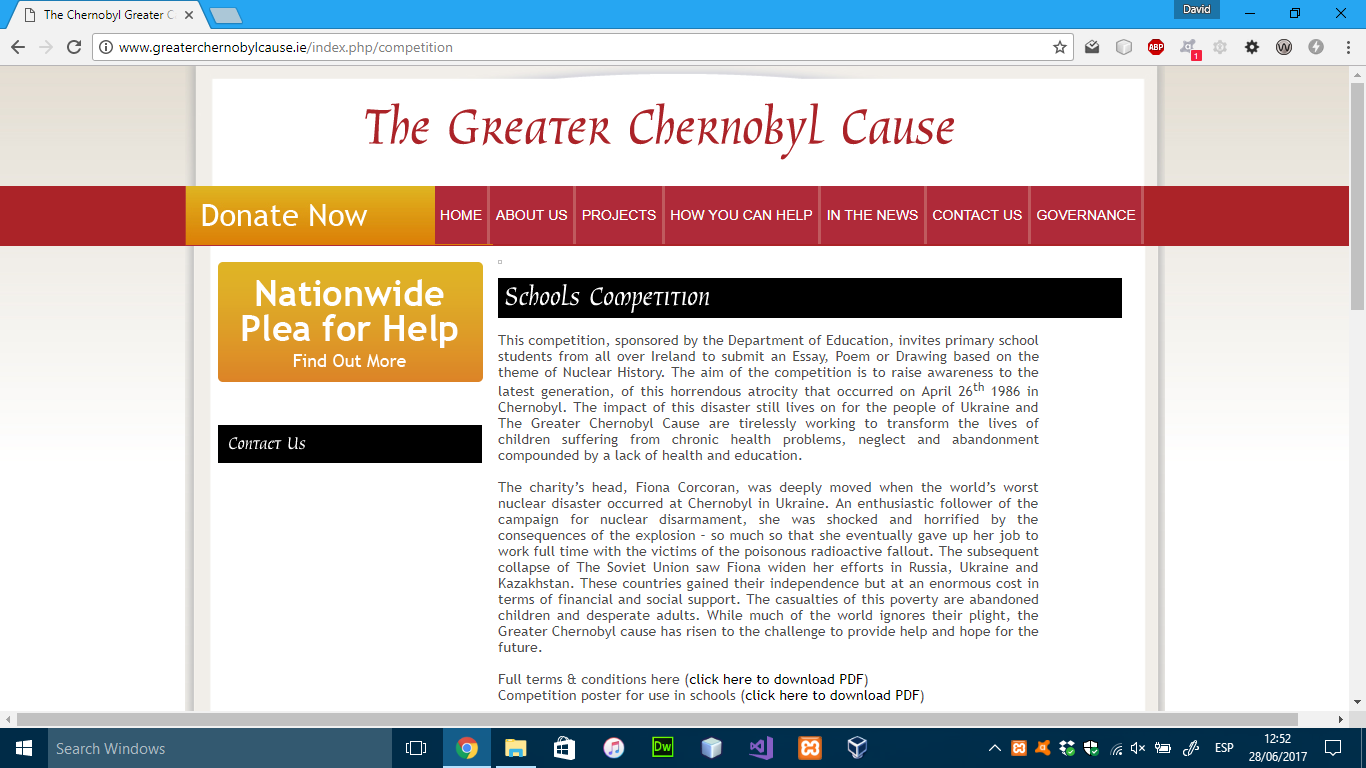 The Chernobyl Greater C
David
www.greaterchernobylcause.ie/index.php/competition
ABP
1
W
The Greater Chernobyl Cause
Donate Now
HOME
ABOUT US
PROJECTS
HOW YOU CAN HELP
IN THE NEWS
CONTACT US
GOVERNANCE
Nationwide
Plea for Help
Find Out More
Contact Us
Schools Competition
This competition, sponsored by the Department of Education, invites primary school
students from all over Ireland to submit an Essay, Poem or Drawing based on the
theme of Nuclear History. The aim of the competition is to raise awareness to the
latest generation, of this horrendous atrocity that occurred on April 26th 1986 in
Chernobyl. The impact of this disaster still lives on for the people of Ukraine and
The Greater Chernobyl Cause are tirelessly working to transform the lives of
children suffering from chronic health problems, neglect and abandonment
compounded by a lack of health and education.
The charity’s head, Fiona Corcoran, was deeply moved when the world’s worst
nuclear disaster occurred at Chernobyl in Ukraine. An enthusiastic follower of the
campaign for nuclear disarmament, she was shocked and horrified by the
consequences of the explosion – so much so that she eventually gave up her job to
work full time with the victims of the poisonous radioactive fallout. The subsequent
collapse of The Soviet Union saw Fiona widen her efforts in Russia, Ukraine and
Kazakhstan. These countries gained their independence but at an enormous cost in
terms of financial and social support. The casualties of this poverty are abandoned
children and desperate adults. While much of the world ignores their plight, the
Greater Chernobyl cause has risen to the challenge to provide help and hope for the
future.
Full terms & conditions here (click here to download PDF)
Competition poster for use in schools (click here to download PDF)
Search Windows
Dw
ESP
12:52
28/06/2017